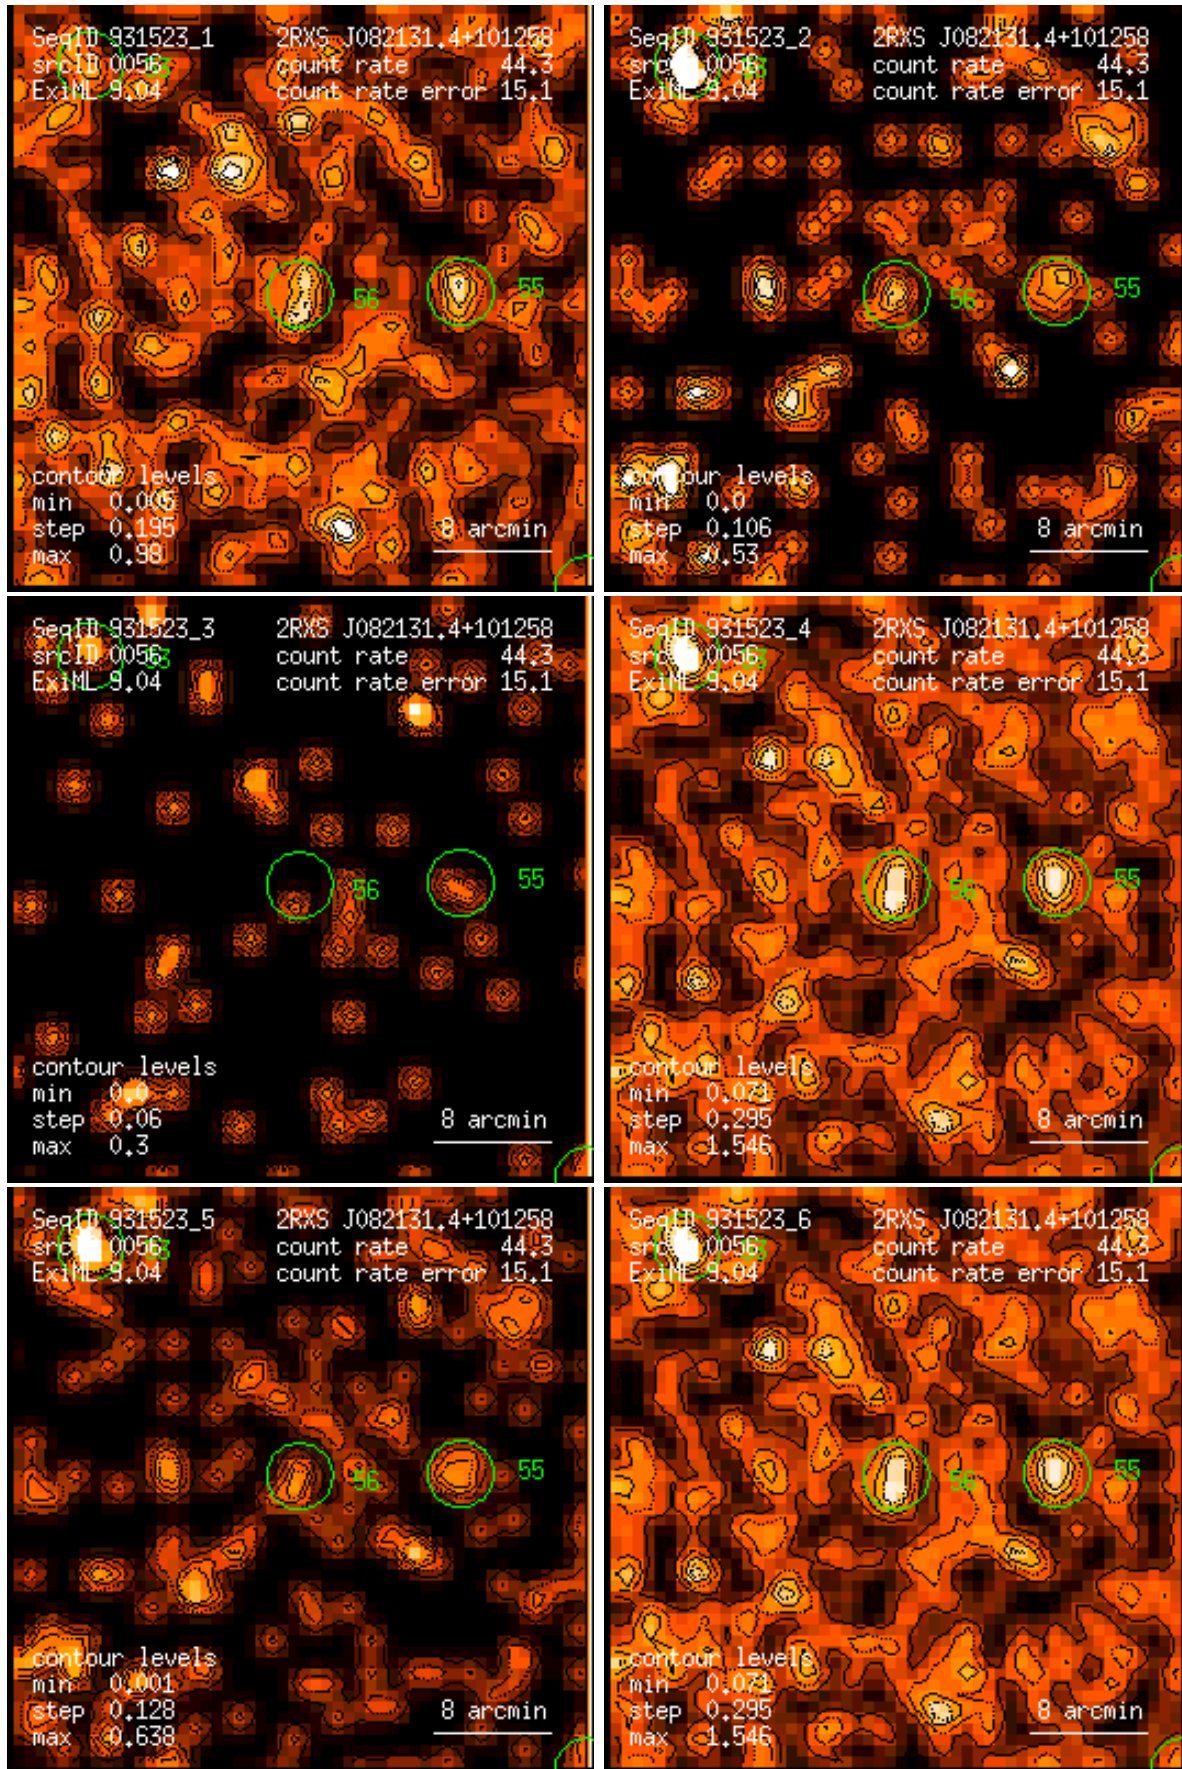 SeqID 931523_1 2RXS J082131.4+101258
srcID 0056 count rate 44.3
ExiML 9.04 count rate error 15.1
56
55
contour levels
min 0.005
step 0.195
max 0.98
8 arcmin
SeqID 931523_2 2RXS J082131.4+101258
srcID 0056 count rate 44.3
ExiML 9.04 count rate error 15.1
56
55
contour levels
min 0.0
step 0.106
max 0.53
8 arcmin
SeqID 931523_3 2RXS J082131.4+101258
srcID 0056 count rate 44.3
ExiML 9.04 count rate error 15.1
56
55
contour levels
min 0.0
step 0.06
max 0.3
8 arcmin
SeqID 931523_4 2RXS J082131.4+101258
srcID 0056 count rate 44.3
ExiML 9.04 count rate error 15.1
56
55
contour levels
min 0.071
step 0.295
max 1.546
8 arcmin
SeqID 931523_5 2RXS J082131.4+101258
srcID 0056 count rate 44.3
ExiML 9.04 count rate error 15.1
56
55
contour levels
min 0.001
step 0.128
max 0.638
8 arcmin
SeqID 931523_6 2RXS J082131.4+101258
srcID 0056 count rate 44.3
ExiML 9.04 count rate error 15.1
56
55
contour levels
min 0.071
step 0.295
max 1.546
8 arcmin